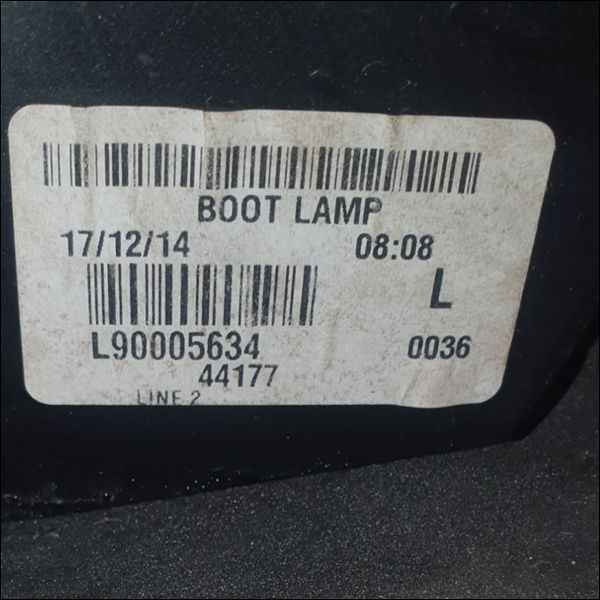 BOOT LAMP
17/12/14 08:08
L
L90005634 0036
44177
LINE 2